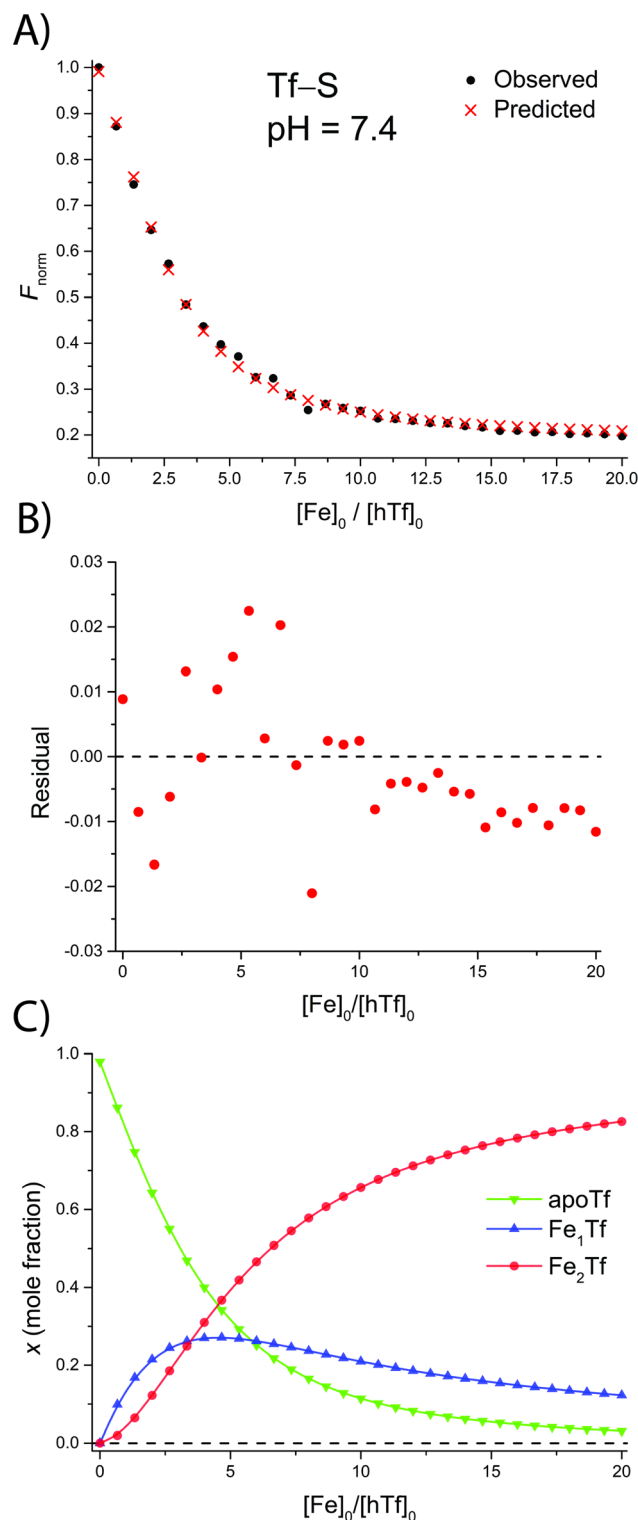 A)
Tf–S
pH = 7.4
Observed
Predicted
1.0
0.9
0.8
0.7
0.6
0.5
0.4
0.3
0.2
Fnorm
0.0 2.5 5.0 7.5 10.0 12.5 15.0 17.5 20.0
[Fe]0 / [hTf]0
B)
0.03
0.02
0.01
0.00
-0.01
-0.02
-0.03
Residual
0 5 10 15 20
[Fe]0/[hTf]0
C)
1.0
0.8
0.6
0.4
0.2
0.0
x (mole fraction)
apoTf
Fe1Tf
Fe2Tf
0 5 10 15 20
[Fe]0/[hTf]0